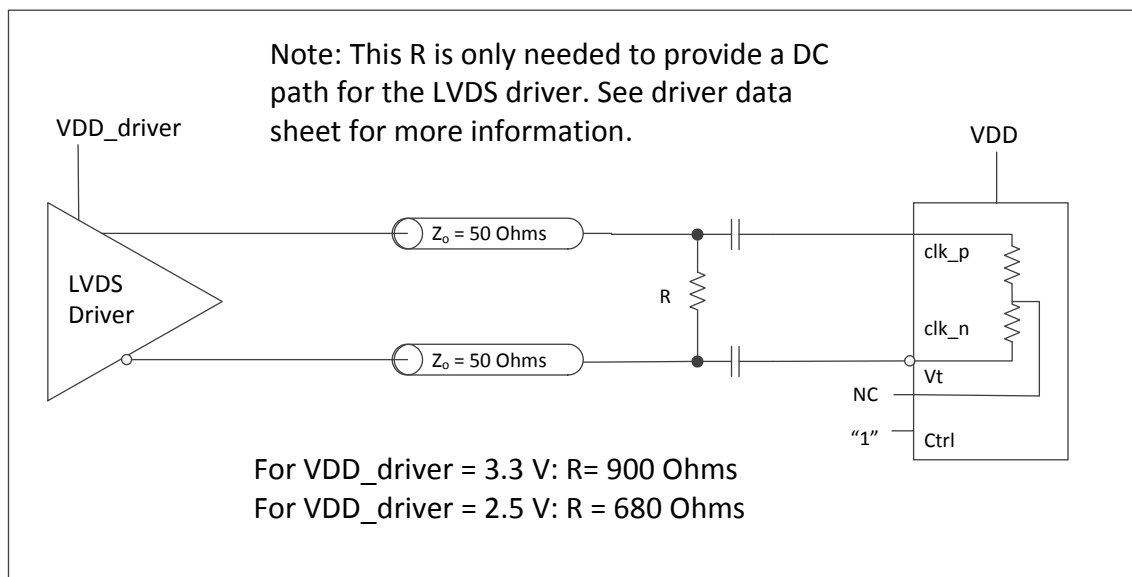 Note: This R is only needed to provide a DC
path for the LVDS driver. See driver data
sheet for more information.
VDD_driver
VDD
Zo = 50 Ohms
clk_p
LVDS
Driver
R
clk_n
Zo = 50 Ohms
Vt
NC
“1”
Ctrl
For VDD_driver = 3.3 V: R= 900 Ohms
For VDD_driver = 2.5 V: R = 680 Ohms